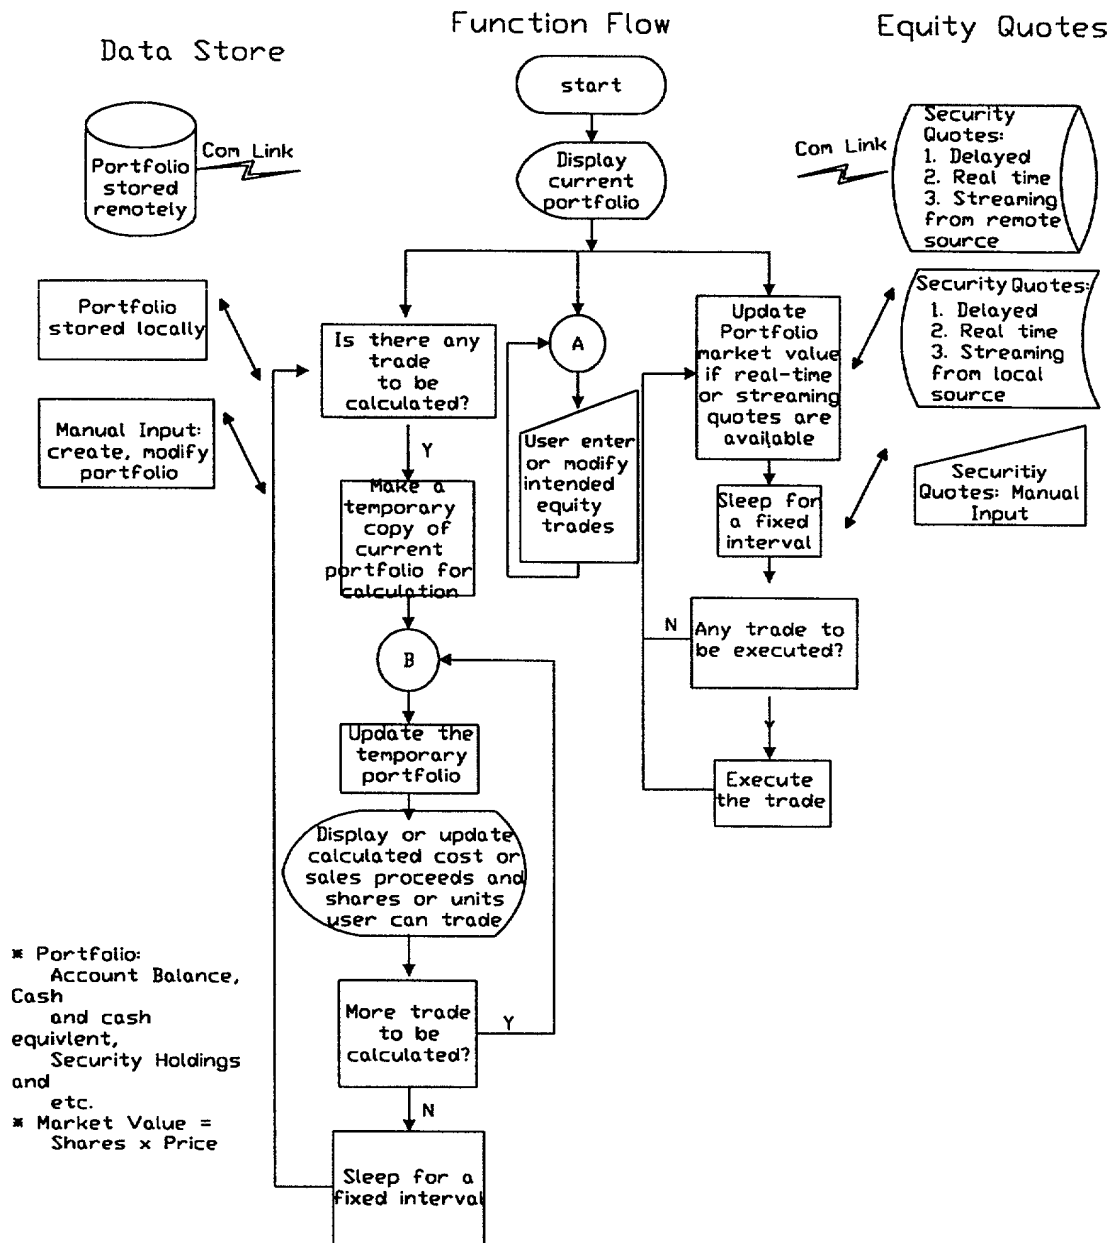 Function Flow
Equity Quotes
Data Store
start
Portfolio
stored
remotely
Com Link
Display
current
portfolio
Com Link
Security
Quotes:
1. Delayed
2. Real time
3. Streaming
from remote
source
Portfolio
stored locally
Is there any
trade
to be
calculated?
A
Update
Portfolio
market value
if real-time
or streaming
quotes are
available
Security Quotes:
1. Delayed
2. Real time
3. Streaming
from local
source
Manual Input:
create, modify
portfolio
Y
User enter
or modify
intended
equity
trades
Securitiy
Quotes: Manual
Input
Make a
temporary
copy of
current
portfolio for
calculation
Sleep for
a fixed
interval
N
Any trade to
be executed?
B
Y
Update the
temporary
portfolio
Execute
the trade
Display or update
calculated cost or
sales proceeds and
shares or units
user can trade
* Portfolio:
Account Balance,
Cash
and cash
equivlent,
Security Holdings
and
etc.
* Market Value =
Shares x Price
More trade
to be
calculated?
Y
N
Sleep for a
fixed interval